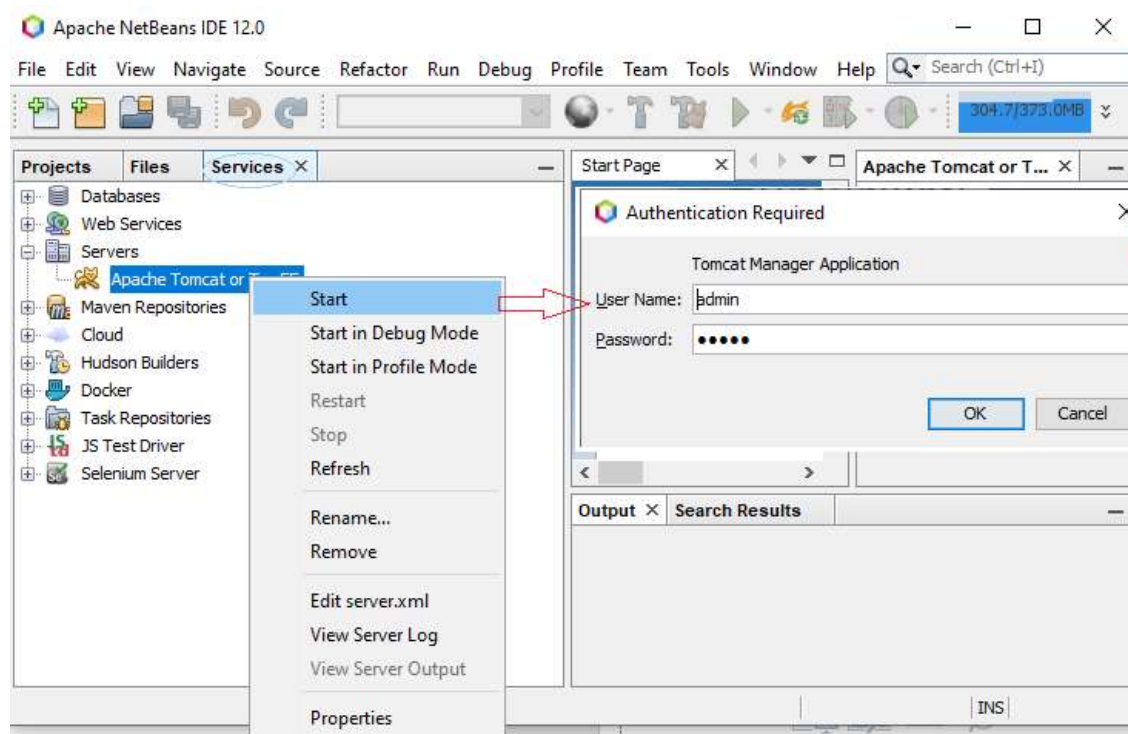 Apache NetBeans IDE 12.0
File Edit View Navigate Source Refactor Run Debug Profile Team Tools Window Help Search (Ctrl+I)
304.7/373.0MB
Projects Files Services
Start Page
Apache Tomcat or T...
Databases
Web Services
Servers
Apache Tomcat or
Maven Repositories
Cloud
Hudson Builders
Docker
Task Repositories
JS Test Driver
Selenium Server
Start
Start in Debug Mode
Start in Profile Mode
Restart
Stop
Refresh
Rename...
Remove
Edit server.xml
View Server Log
View Server Output
Properties
Authentication Required
Tomcat Manager Application
User Name: admin
Password: •••••
OK Cancel
Output Search Results
INS